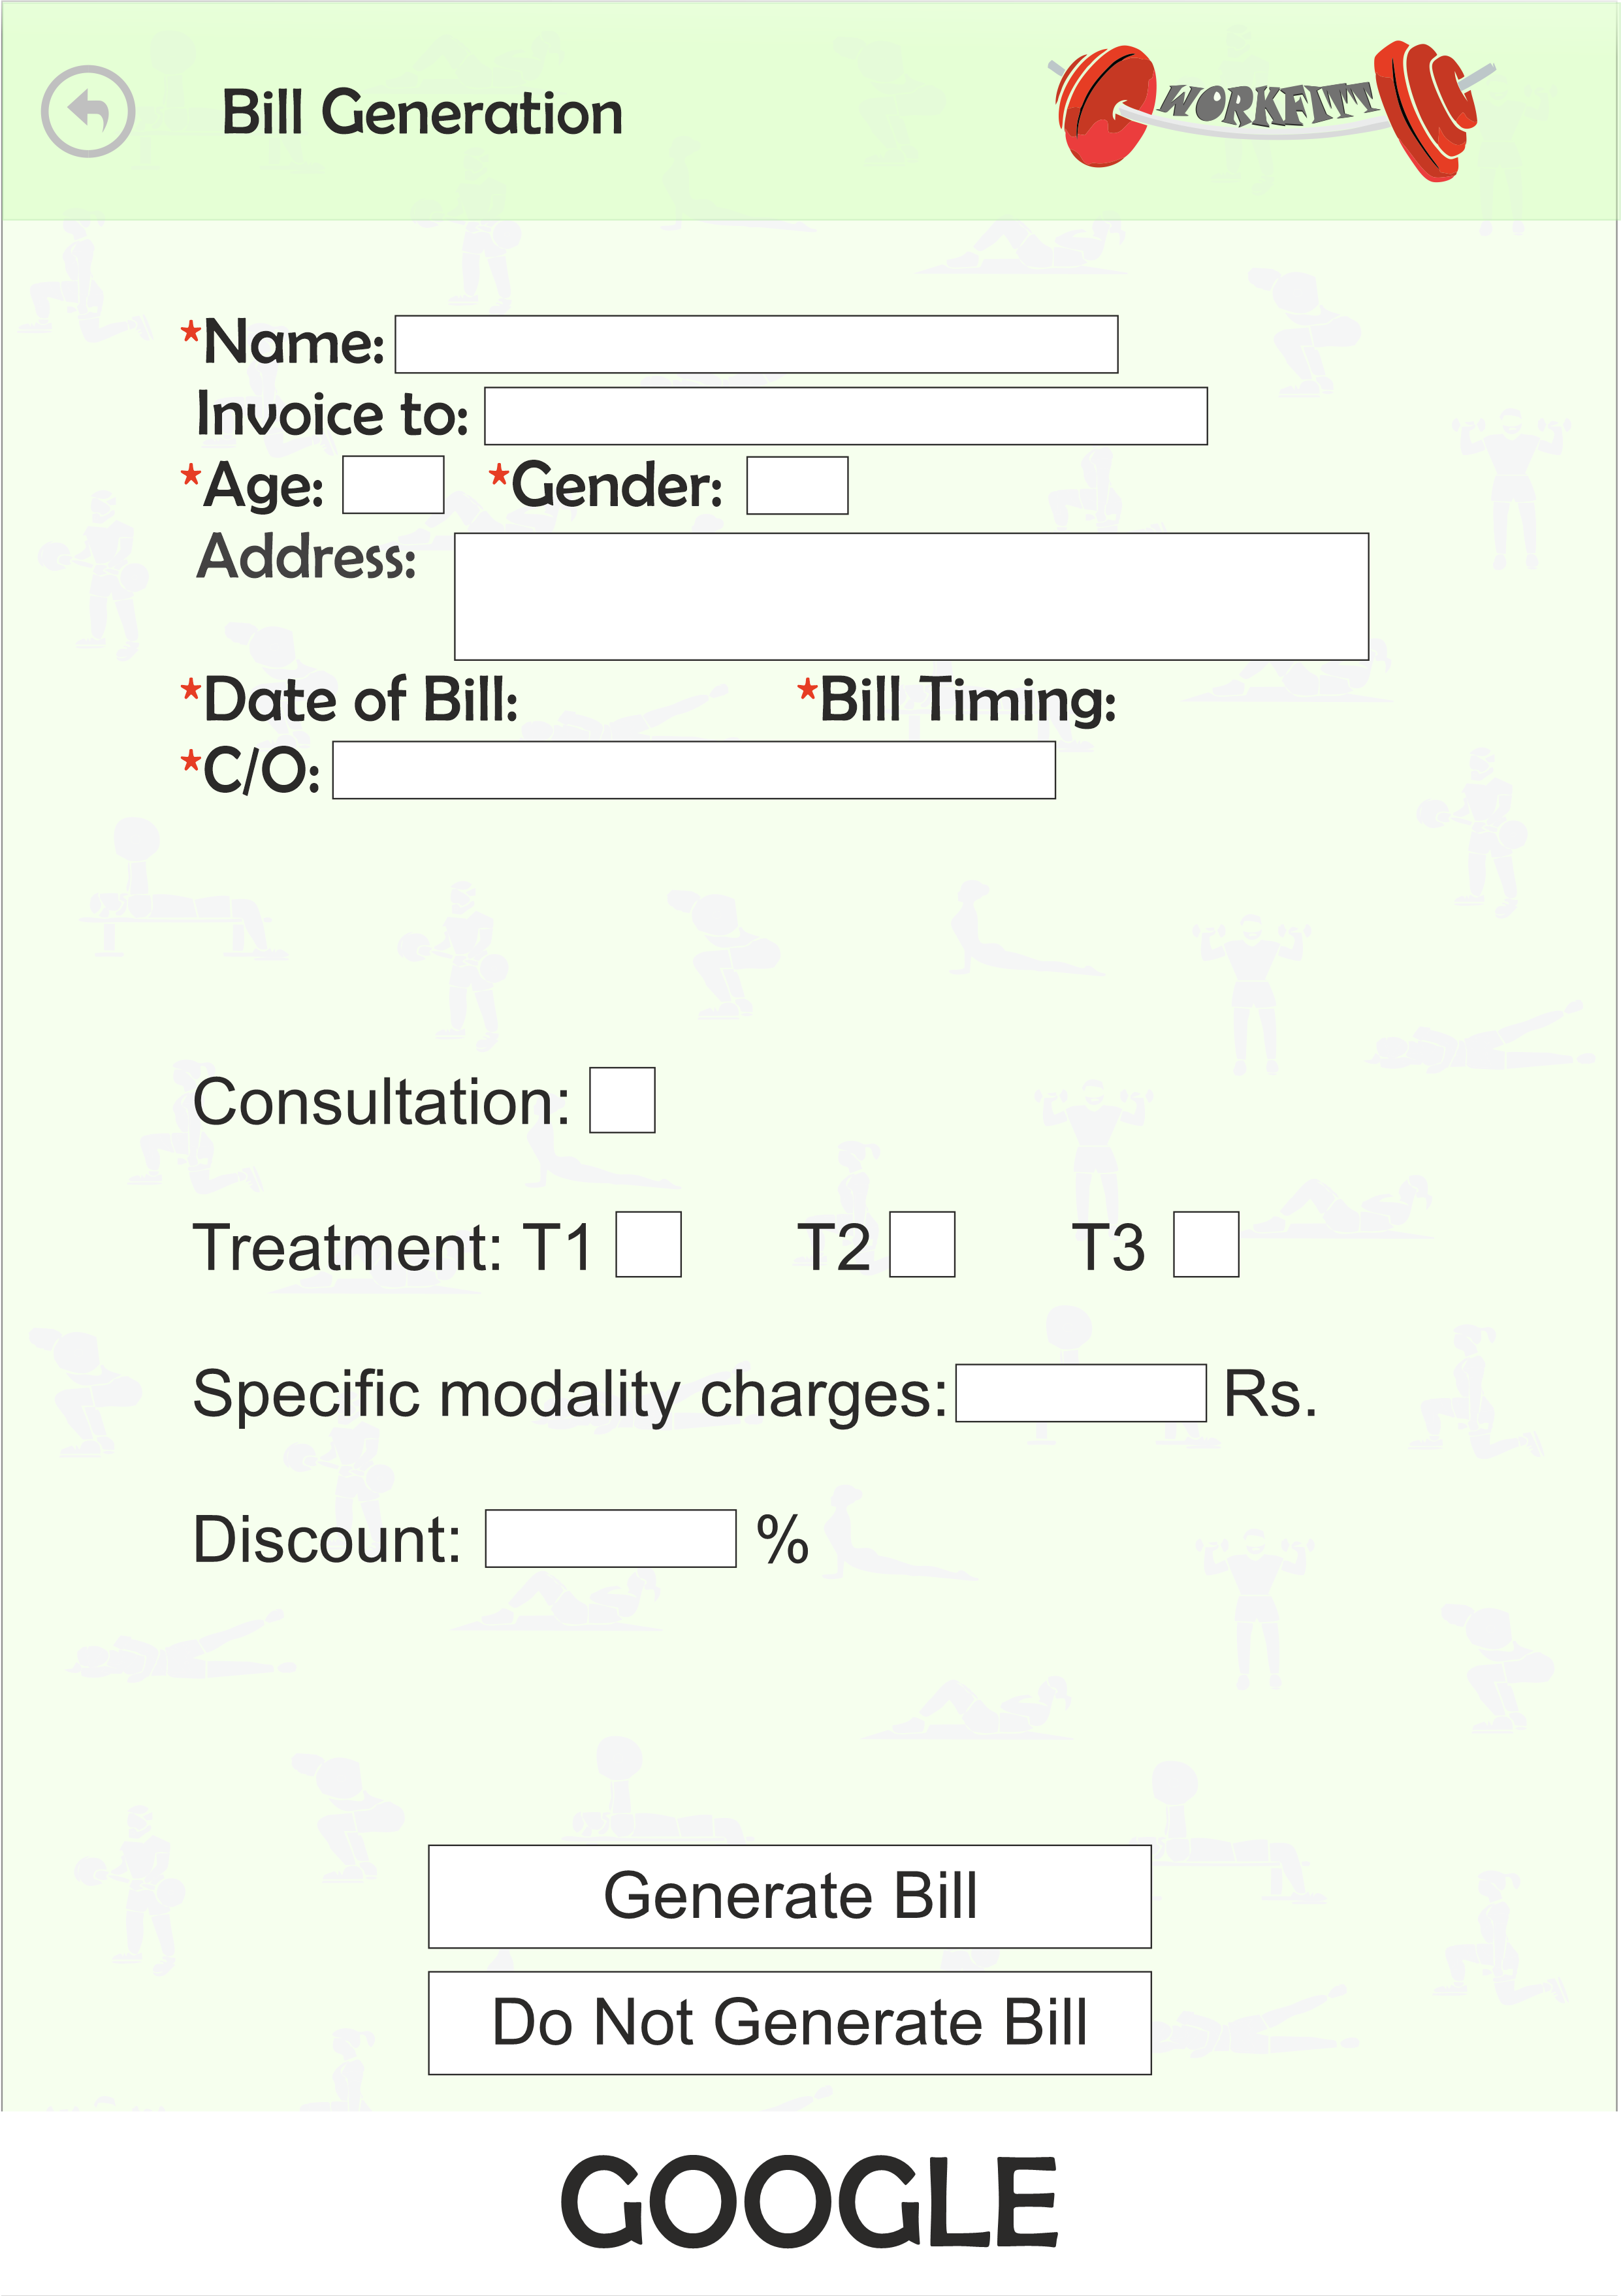 Bill Generation
WORKFITT
*Name:
Invoice to:
*Age: *Gender:
Address:
*Date of Bill: *Bill Timing:
*C/O:
Consultation:
Treatment: T1 T2 T3
Specific modality charges: Rs.
Discount: %
Generate Bill
Do Not Generate Bill
GOOGLE